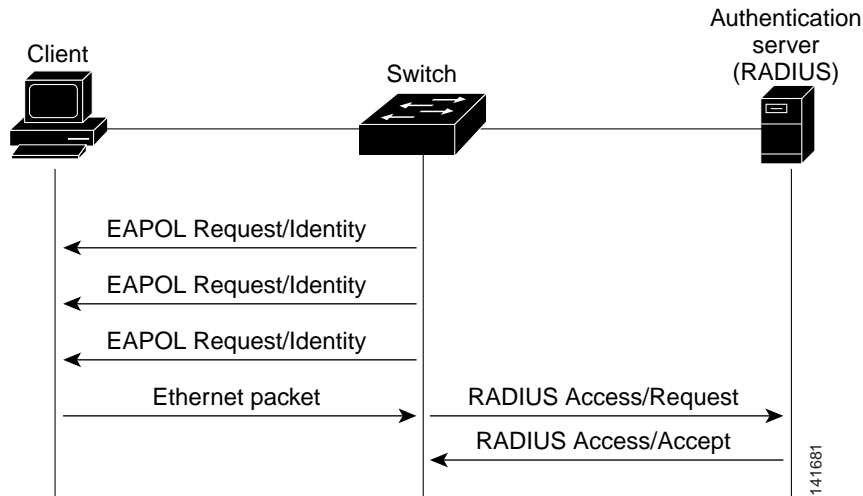 Authentication
server
(RADIUS)
Client
Switch
EAPOL Request/Identity
EAPOL Request/Identity
EAPOL Request/Identity
Ethernet packet
RADIUS Access/Request
RADIUS Access/Accept
141681